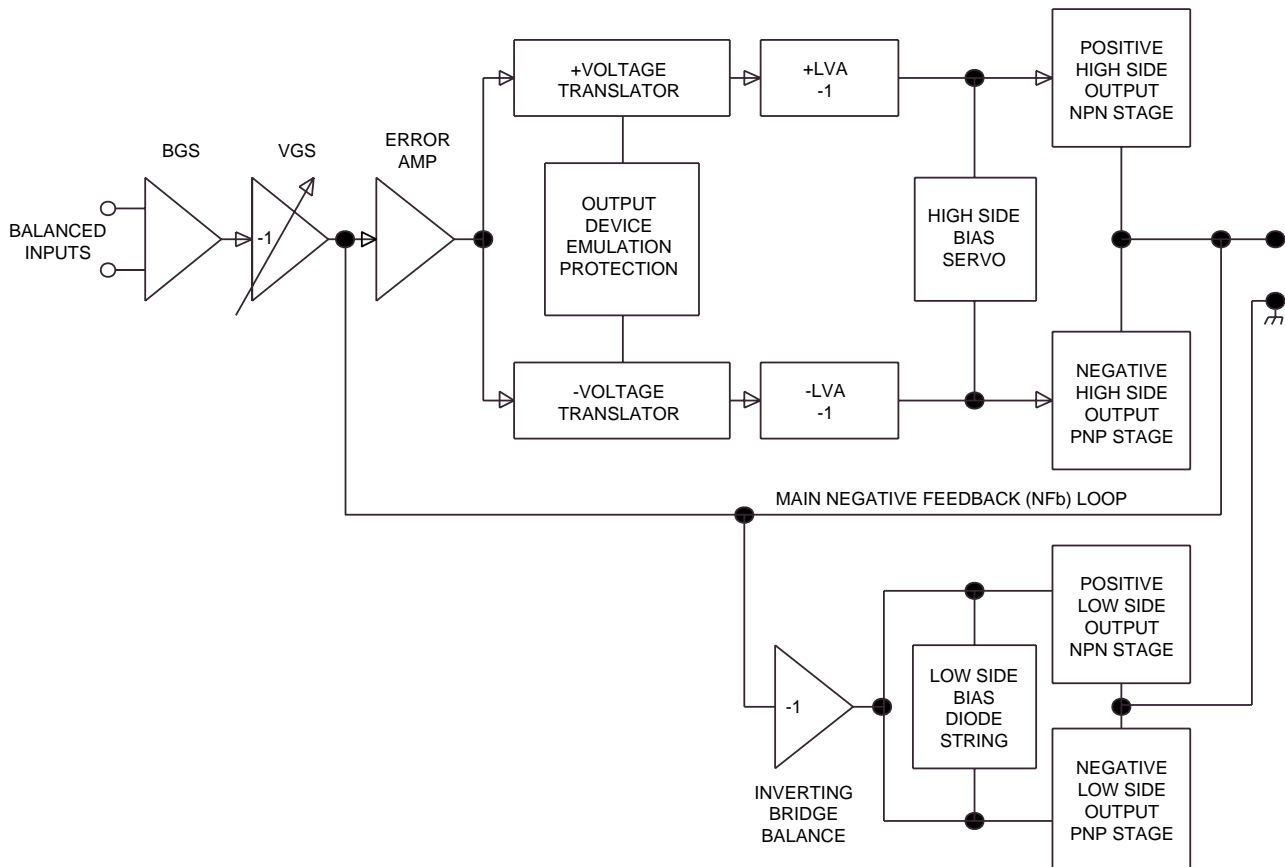 BALANCED
INPUTS
BGS
VGS
-1
ERROR
AMP
+VOLTAGE
TRANSLATOR
+LVA
-1
POSITIVE
HIGH SIDE
OUTPUT
NPN STAGE
OUTPUT
DEVICE
EMULATION
PROTECTION
HIGH SIDE
BIAS
SERVO
-VOLTAGE
TRANSLATOR
-LVA
-1
NEGATIVE
HIGH SIDE
OUTPUT
PNP STAGE
MAIN NEGATIVE FEEDBACK (NFb) LOOP
-1
INVERTING
BRIDGE
BALANCE
LOW SIDE
BIAS
DIODE
STRING
POSITIVE
LOW SIDE
OUTPUT
NPN STAGE
NEGATIVE
LOW SIDE
OUTPUT
PNP STAGE